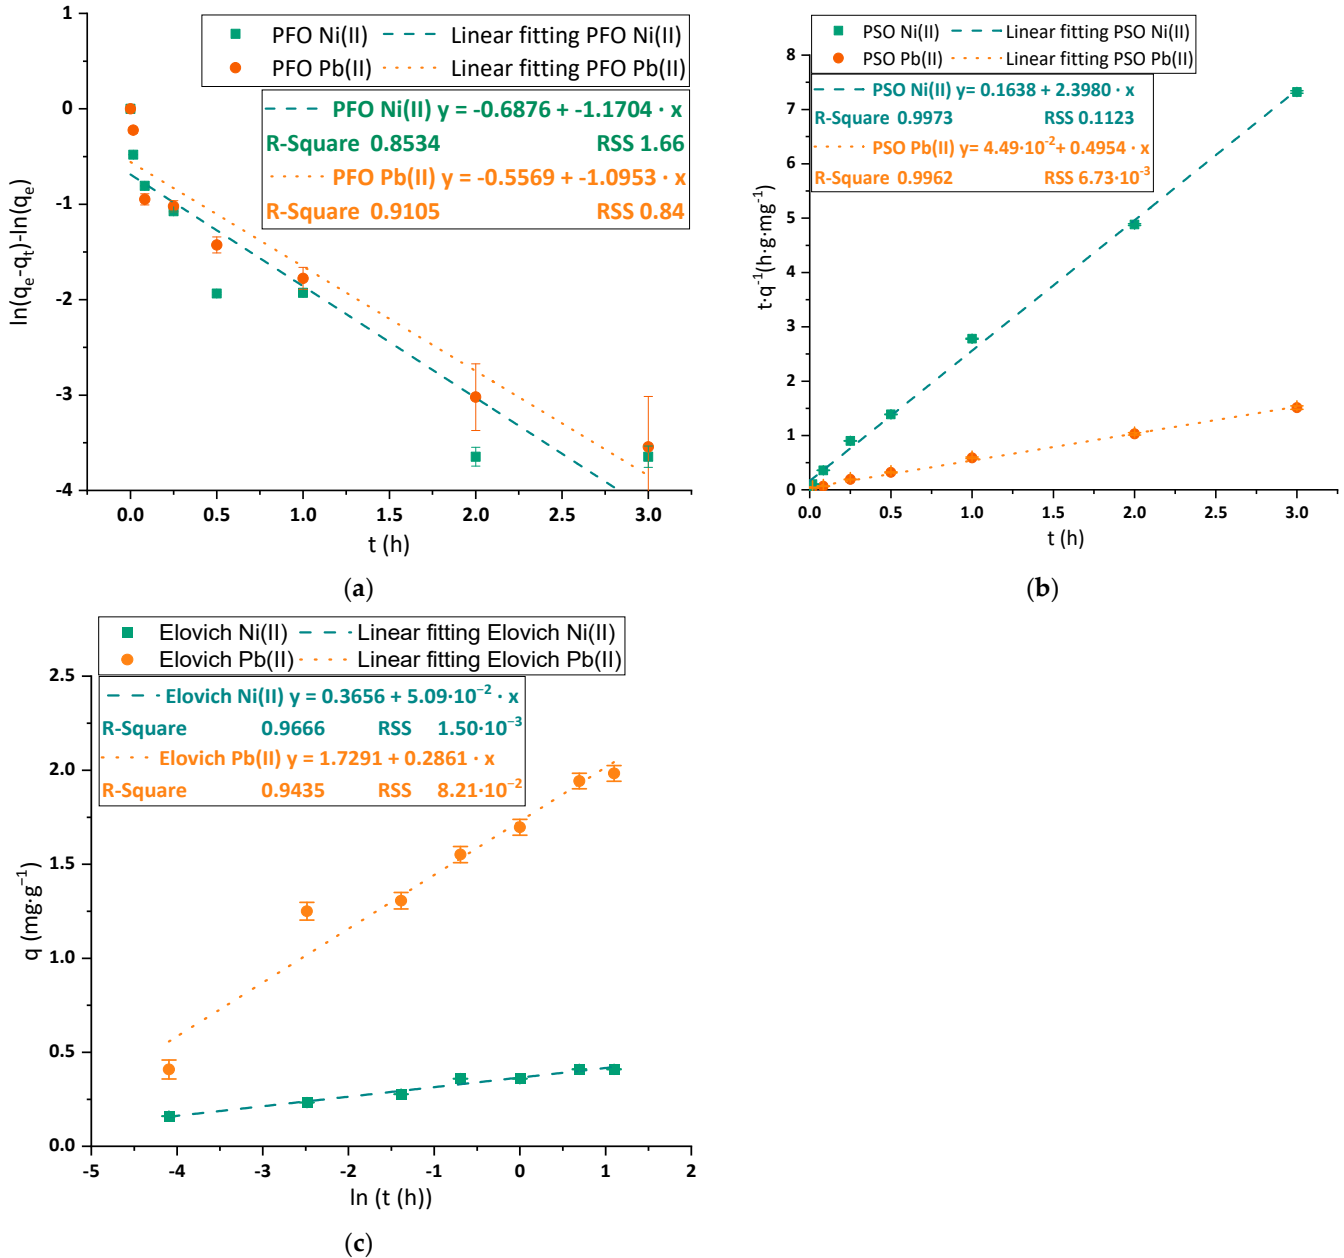 PFO Ni(II) Linear fitting PFO Ni(II)
PFO Pb(II) Linear fitting PFO Pb(II)
PFO Ni(II) y = -0.6876 + -1.1704 · x
R-Square 0.8534 RSS 1.66
PFO Pb(II) y = -0.5569 + -1.0953 · x
R-Square 0.9105 RSS 0.84
1
0
-1
-2
-3
-4
ln(qe-qt)-ln(qe)
0.0 0.5 1.0 1.5 2.0 2.5 3.0
t (h)
(a)
PSO Ni(II) Linear fitting PSO Ni(II)
PSO Pb(II) Linear fitting PSO Pb(II)
PSO Ni(II) y= 0.1638 + 2.3980 · x
R-Square 0.9973 RSS 0.1123
PSO Pb(II) y= 4.49·10⁻²+ 0.4954 · x
R-Square 0.9962 RSS 6.73·10⁻³
8
7
6
5
4
3
2
1
0
t·q⁻¹(h·g·mg⁻¹)
0.0 0.5 1.0 1.5 2.0 2.5 3.0
t (h)
(b)
Elovich Ni(II) Linear fitting Elovich Ni(II)
Elovich Pb(II) Linear fitting Elovich Pb(II)
Elovich Ni(II) y = 0.3656 + 5.09·10⁻² · x
R-Square 0.9666 RSS 1.50·10⁻³
Elovich Pb(II) y = 1.7291 + 0.2861 · x
R-Square 0.9435 RSS 8.21·10⁻²
2.5
2.0
1.5
1.0
0.5
0.0
q (mg·g⁻¹)
-5 -4 -3 -2 -1 0 1 2
ln (t (h))
(c)